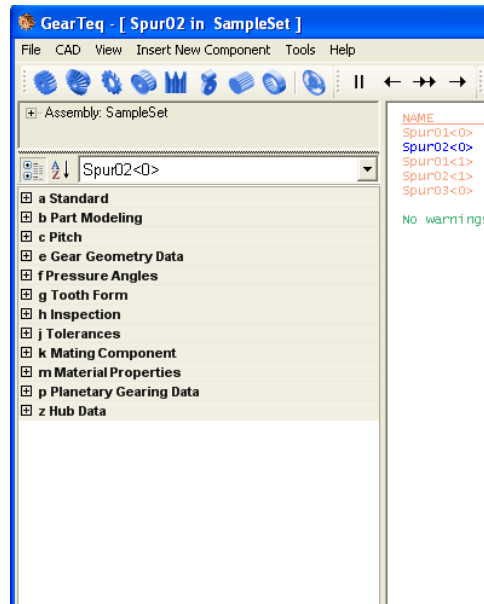 GearTeq - [ Spur02 in SampleSet ]
File CAD View Insert New Component Tools Help
Assembly: SampleSet
Spur02<0>
a Standard
b Part Modeling
c Pitch
e Gear Geometry Data
f Pressure Angles
g Tooth Form
h Inspection
j Tolerances
k Mating Component
m Material Properties
p Planetary Gearing Data
z Hub Data
NAME
Spur01<0>
Spur02<0>
Spur01<1>
Spur02<1>
Spur03<0>
No warnings